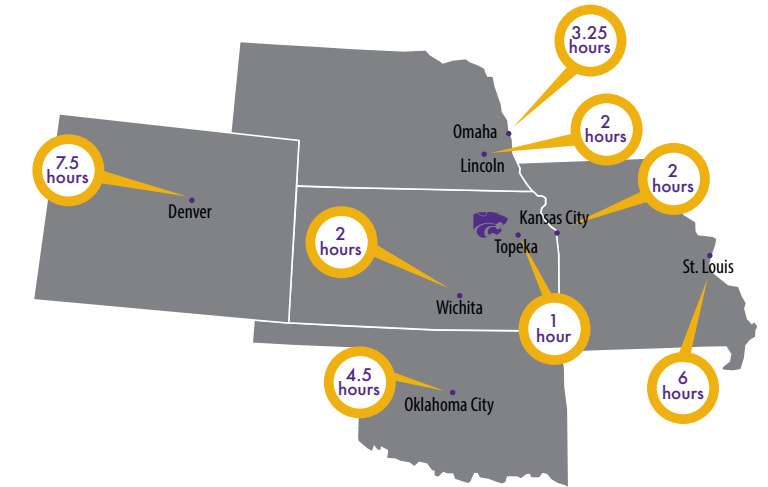 3.25
hours
Omaha
2
hours
Lincoln
7.5
hours
2
hours
Denver
Kansas City
2
hours
Topeka
St. Louis
Wichita
1
hour
4.5
hours
6
hours
Oklahoma City